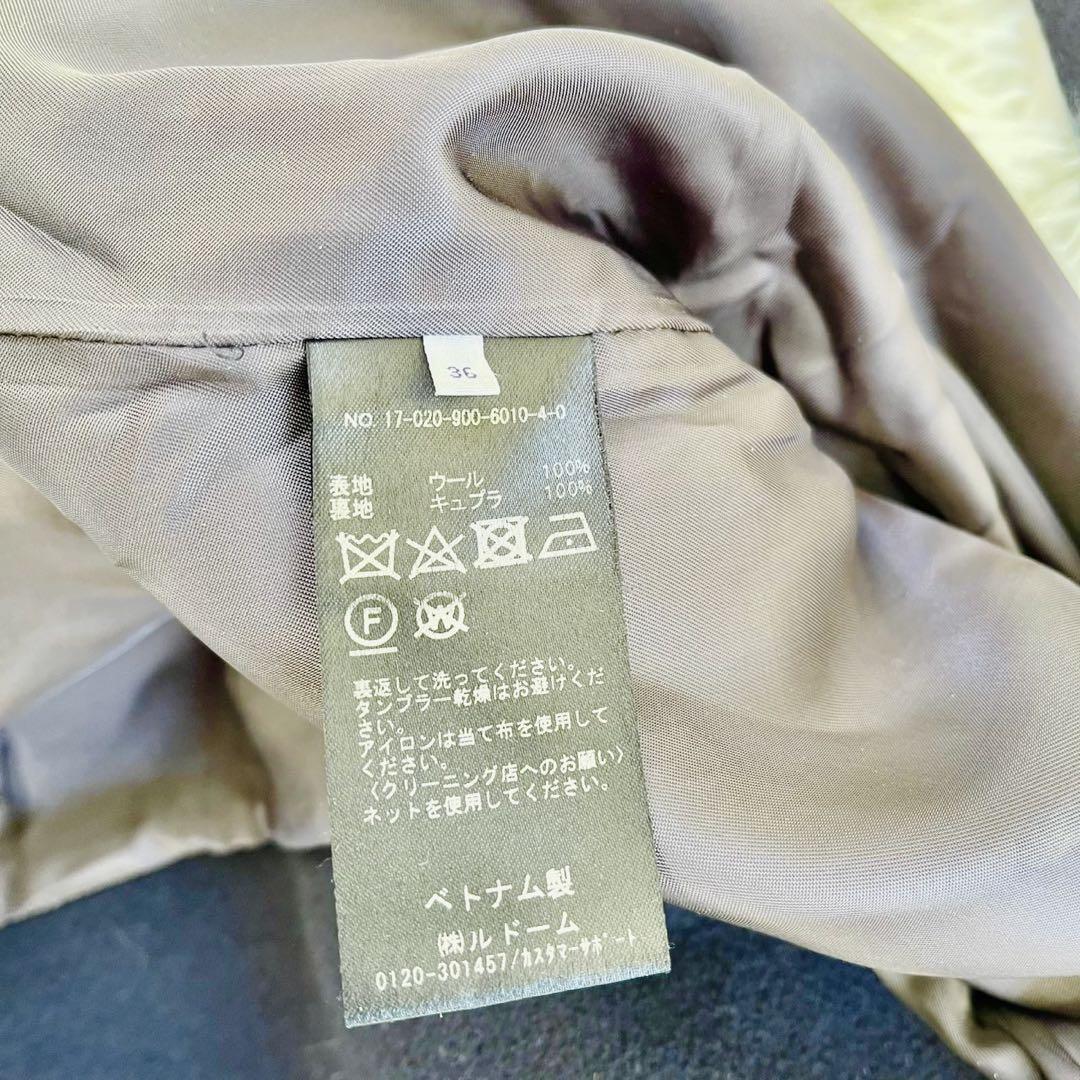 36
NO. 17-020-900-6010-4-0
表地 ウール 100%
裏地 キュプラ 100%
F
W
裏返して洗ってください。
タンブラー乾燥はお避けくだ
さい。
アイロンは当て布を使用して
ください。
〈クリーニング店へのお願い〉
ネットを使用してください。
ベトナム製
㈱ルドーム
0120-301457/カスタマーサポート